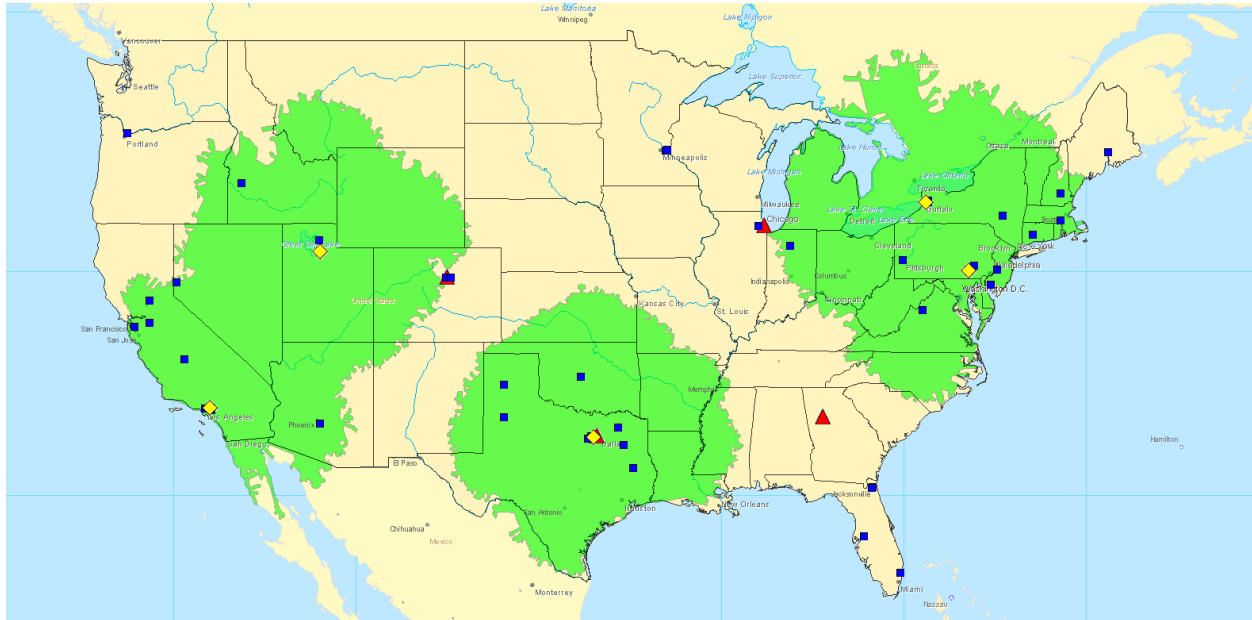 Lake Manitoba
Winnipeg
Lake Nipigon
Vancouver
Seattle
Lake Superior
Portland
Minneapolis
Lake Huron
Ottawa
Montreal
Lake Michigan
Lake Ontario
Toronto
Milwaukee
Buffalo
Chicago
Detroit
Lake Erie
Boston
Great Salt Lake
Cleveland
Brooklyn
New York
Pittsburgh
Philadelphia
Indianapolis
Columbus
Washington D.C.
United States
Kansas City
Cincinnati
St. Louis
San Francisco
San Jose
Memphis
Los Angeles
Phoenix
San Diego
Dallas
El Paso
Hamilton
Jacksonville
San Antonio
Houston
New Orleans
Chihuahua
Mexico
Monterrey
Miami
Nassau